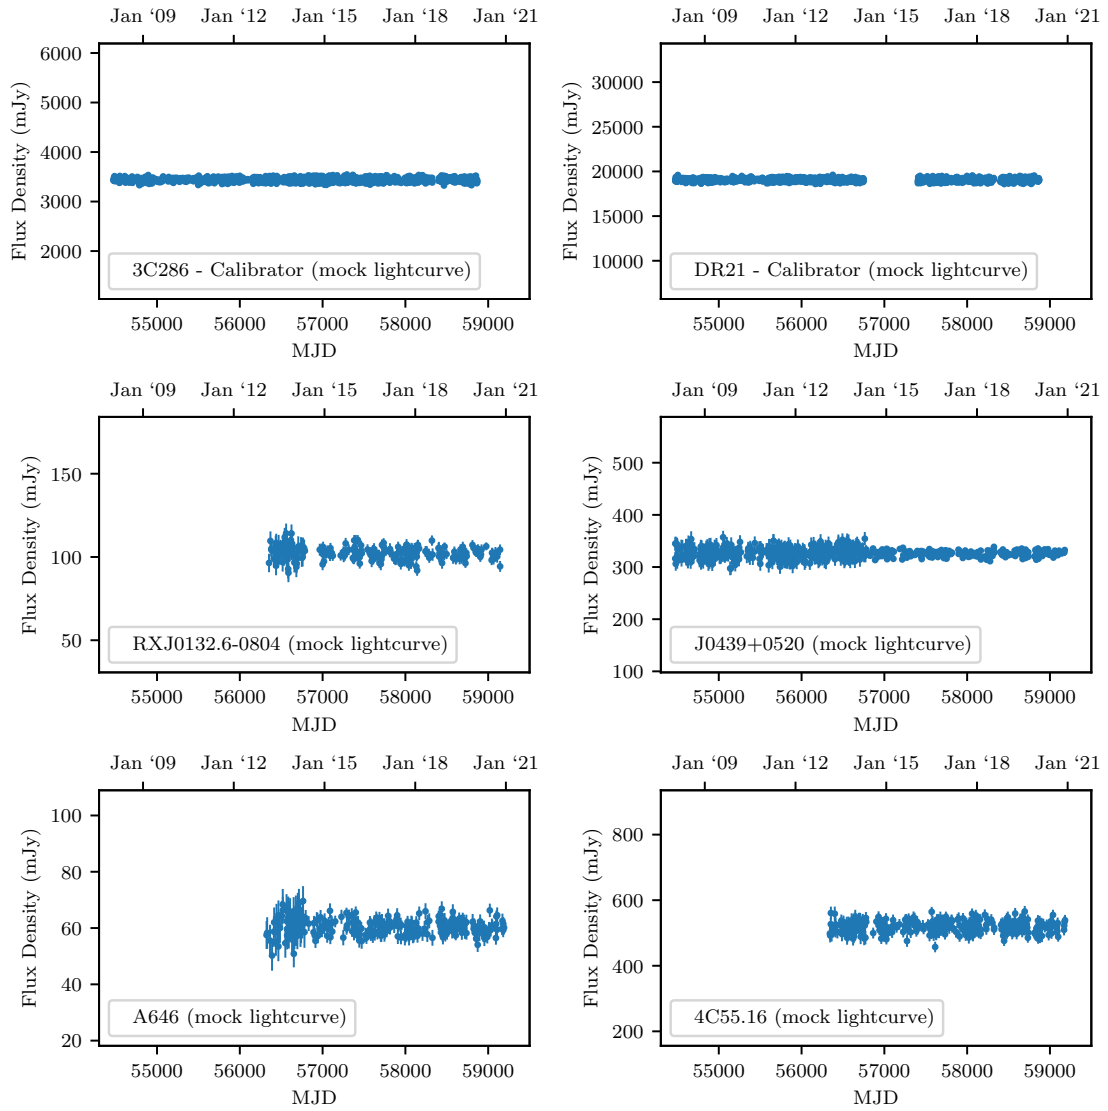 Jan ‘09 Jan ‘12 Jan ‘15 Jan ‘18 Jan ‘21
6000
5000
4000
3000
2000
Flux Density (mJy)
3C286 - Calibrator (mock lightcurve)
55000 56000 57000 58000 59000
MJD
Jan ‘09 Jan ‘12 Jan ‘15 Jan ‘18 Jan ‘21
30000
25000
20000
15000
10000
Flux Density (mJy)
DR21 - Calibrator (mock lightcurve)
55000 56000 57000 58000 59000
MJD
Jan ‘09 Jan ‘12 Jan ‘15 Jan ‘18 Jan ‘21
150
100
50
Flux Density (mJy)
RXJ0132.6-0804 (mock lightcurve)
55000 56000 57000 58000 59000
MJD
Jan ‘09 Jan ‘12 Jan ‘15 Jan ‘18 Jan ‘21
500
400
300
200
100
Flux Density (mJy)
J0439+0520 (mock lightcurve)
55000 56000 57000 58000 59000
MJD
Jan ‘09 Jan ‘12 Jan ‘15 Jan ‘18 Jan ‘21
100
80
60
40
20
Flux Density (mJy)
A646 (mock lightcurve)
55000 56000 57000 58000 59000
MJD
Jan ‘09 Jan ‘12 Jan ‘15 Jan ‘18 Jan ‘21
800
600
400
200
Flux Density (mJy)
4C55.16 (mock lightcurve)
55000 56000 57000 58000 59000
MJD